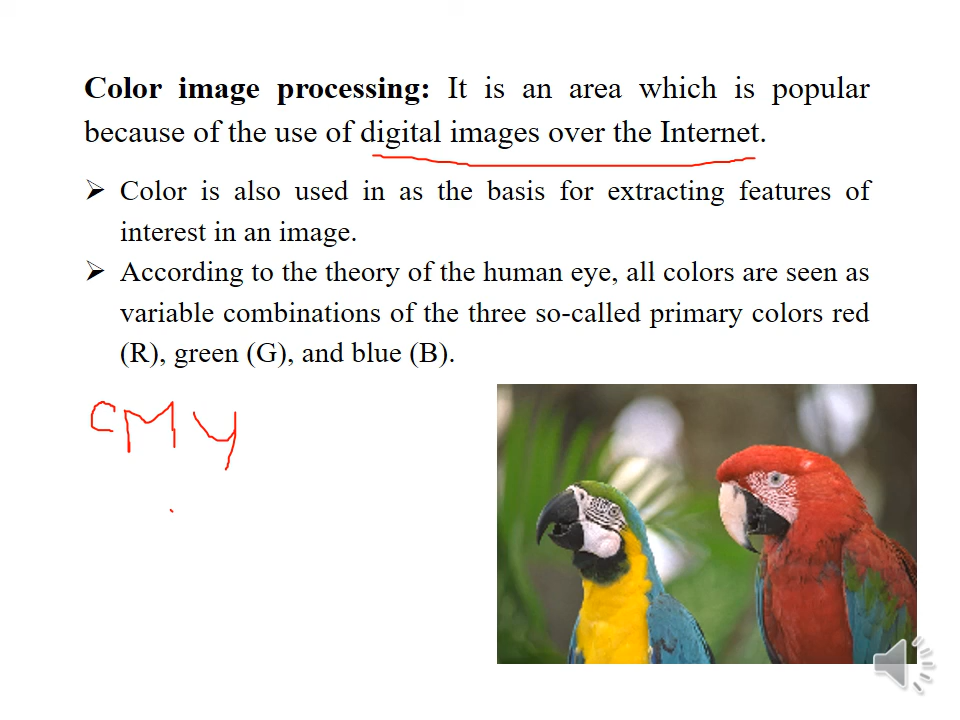 Color image processing: It is an area which is popular
because of the use of digital images over the Internet.
➢ Color is also used in as the basis for extracting features of
interest in an image.
➢ According to the theory of the human eye, all colors are seen as
variable combinations of the three so-called primary colors red
(R), green (G), and blue (B).
CMY